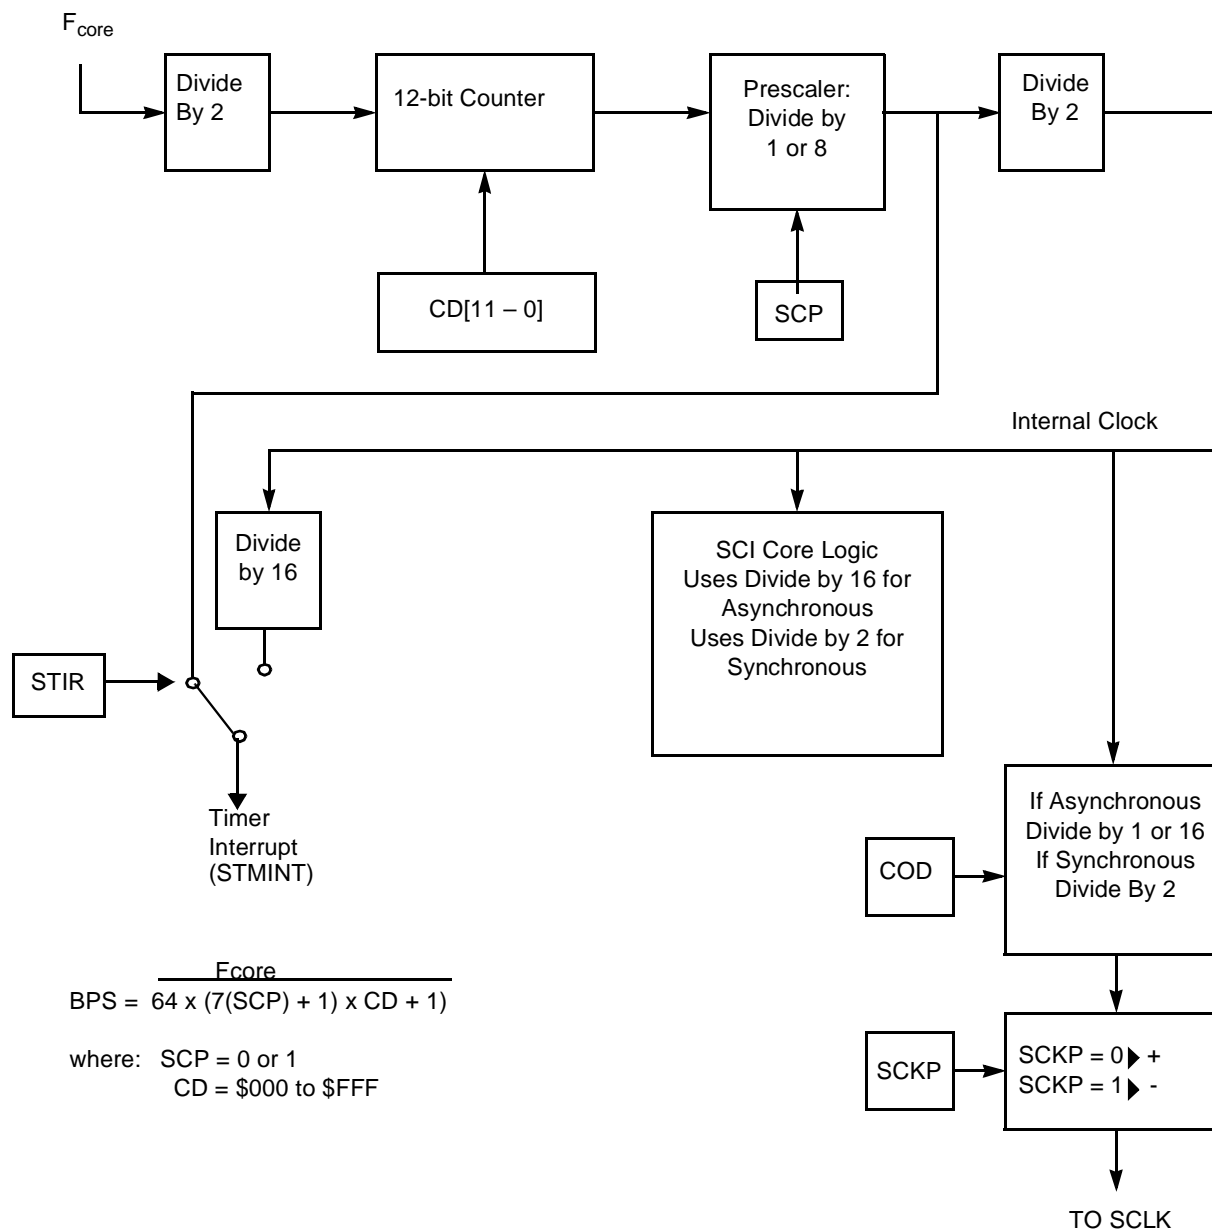 Fcore
Divide
By 2
12-bit Counter
Prescaler:
Divide by
1 or 8
Divide
By 2
CD[11 – 0]
SCP
Internal Clock
Divide
by 16
SCI Core Logic
Uses Divide by 16 for
Asynchronous
Uses Divide by 2 for
Synchronous
STIR
Timer
Interrupt
(STMINT)
If Asynchronous
Divide by 1 or 16
If Synchronous
Divide By 2
COD
Fcore
BPS = 64 x (7(SCP) + 1) x CD + 1)
where: SCP = 0 or 1
CD = $000 to $FFF
SCKP
SCKP = 0 ▶ +
SCKP = 1 ▶ -
TO SCLK